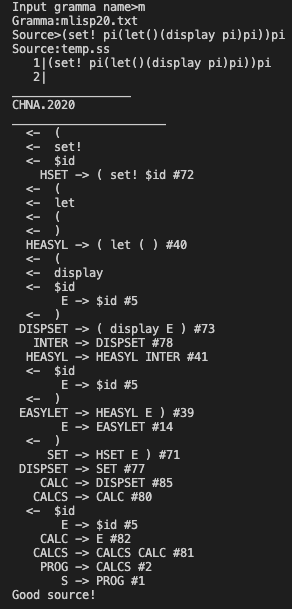 Input gramma name>m
Gramma:mlisp20.txt
Source>(set! pi(let()(display pi)pi))pi
Source:temp.ss
   1|(set! pi(let()(display pi)pi))pi
   2|
_________________
CHNA.2020
______________________
  <-  (
  <-  set!
  <-  $id
    HSET -> ( set! $id #72
  <-  (
  <-  let
  <-  (
  <-  )
  HEASYL -> ( let ( ) #40
  <-  (
  <-  display
  <-  $id
       E -> $id #5
  <-  )
 DISPSET -> ( display E ) #73
   INTER -> DISPSET #78
  HEASYL -> HEASYL INTER #41
  <-  $id
       E -> $id #5
  <-  )
 EASYLET -> HEASYL E ) #39
       E -> EASYLET #14
  <-  )
     SET -> HSET E ) #71
 DISPSET -> SET #77
    CALC -> DISPSET #85
   CALCS -> CALC #80
  <-  $id
       E -> $id #5
    CALC -> E #82
   CALCS -> CALCS CALC #81
    PROG -> CALCS #2
       S -> PROG #1
Good source!